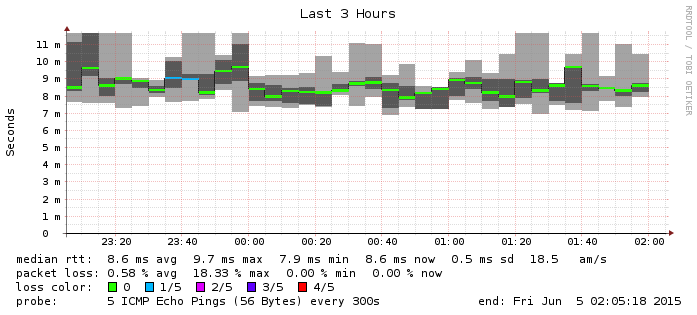 Last 3 Hours
RRDTOOL / TOBI OETIKER
Seconds
11 m
10 m
9 m
8 m
7 m
6 m
5 m
4 m
3 m
2 m
1 m
0
23:20 23:40 00:00 00:20 00:40 01:00 01:20 01:40 02:00
median rtt: 8.6 ms avg 9.7 ms max 7.9 ms min 8.6 ms now 0.5 ms sd 18.5 am/s
packet loss: 0.58 % avg 18.33 % max 0.00 % min 0.00 % now
loss color: 0 1/5 2/5 3/5 4/5
probe: 5 ICMP Echo Pings (56 Bytes) every 300s end: Fri Jun 5 02:05:18 2015